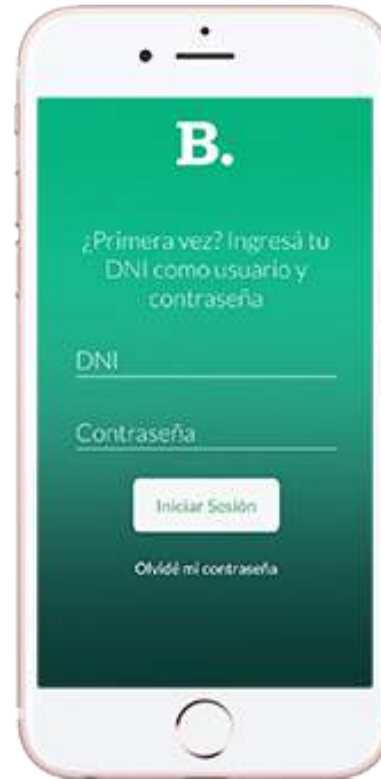 B.
¿Primera vez? Ingresá tu
DNI como usuario y
contraseña
DNI
Contraseña
Iniciar Sesión
Olvidé mi contraseña